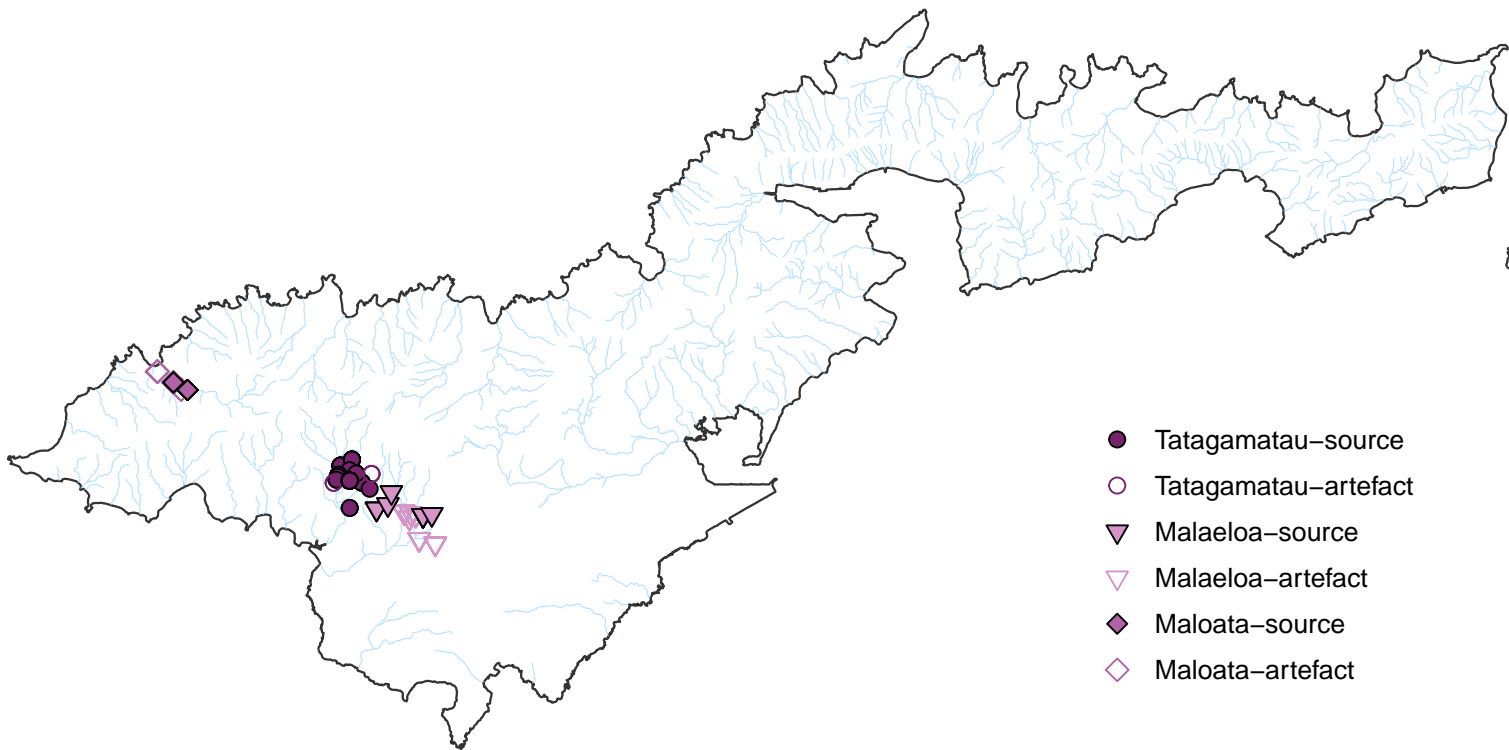 Tatagamatau−source
Tatagamatau−artefact
Malaeloa−source
Malaeloa−artefact
Maloata−source
Maloata−artefact